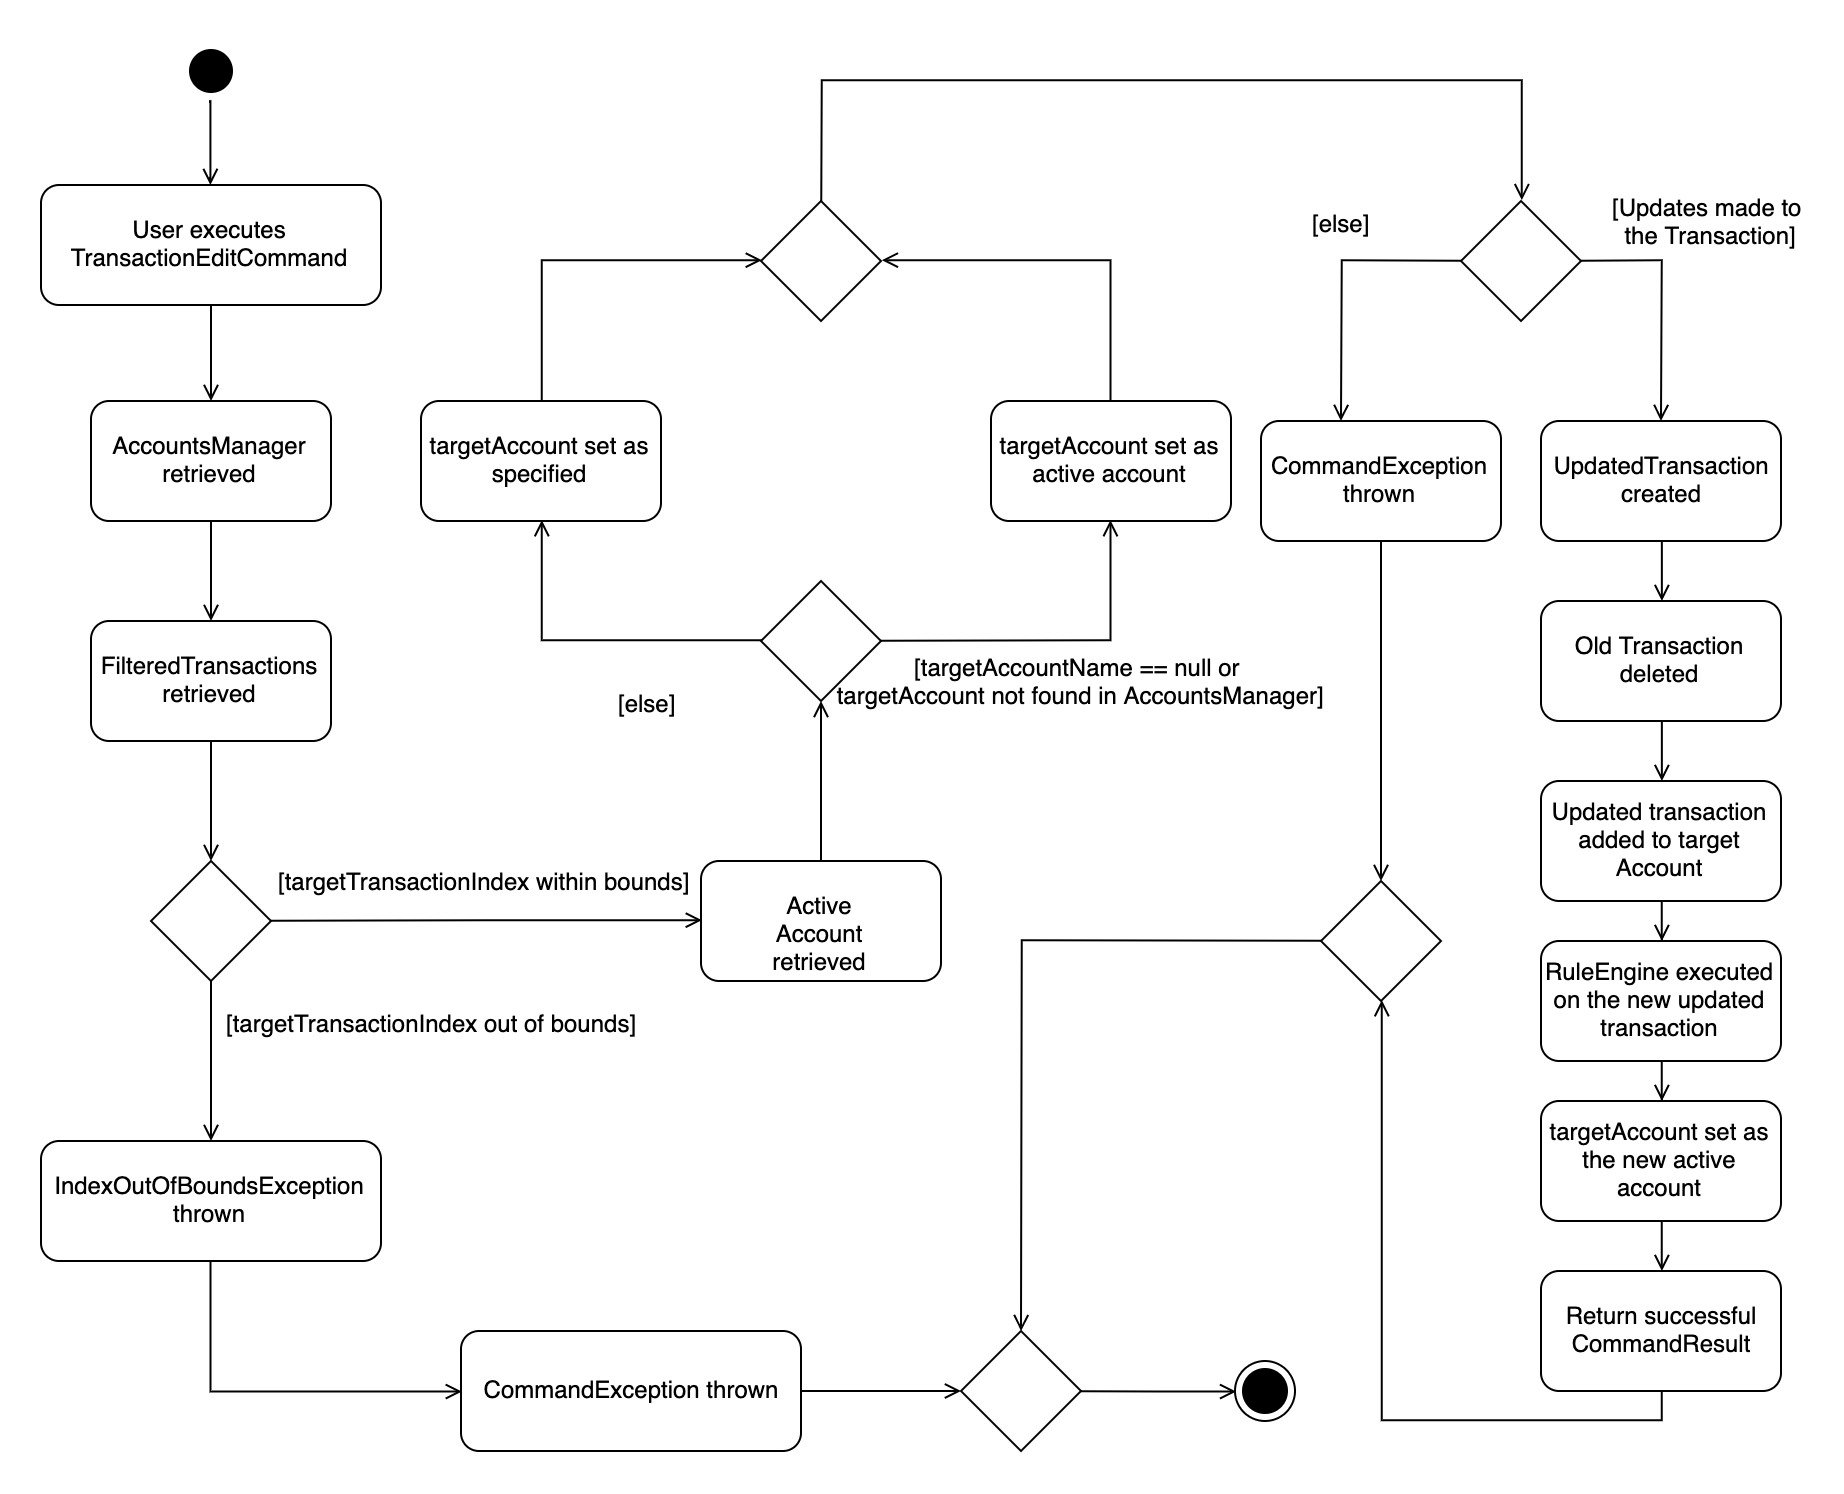 User executes
TransactionEditCommand
AccountsManager
retrieved
FilteredTransactions
retrieved
[targetTransactionIndex within bounds]
[targetTransactionIndex out of bounds]
IndexOutOfBoundsException
thrown
CommandException thrown
Active
Account
retrieved
[else]
[targetAccountName == null or
targetAccount not found in AccountsManager]
targetAccount set as
specified
targetAccount set as
active account
[else]
[Updates made to
the Transaction]
CommandException
thrown
UpdatedTransaction
created
Old Transaction
deleted
Updated transaction
added to target
Account
RuleEngine executed
on the new updated
transaction
targetAccount set as
the new active
account
Return successful
CommandResult